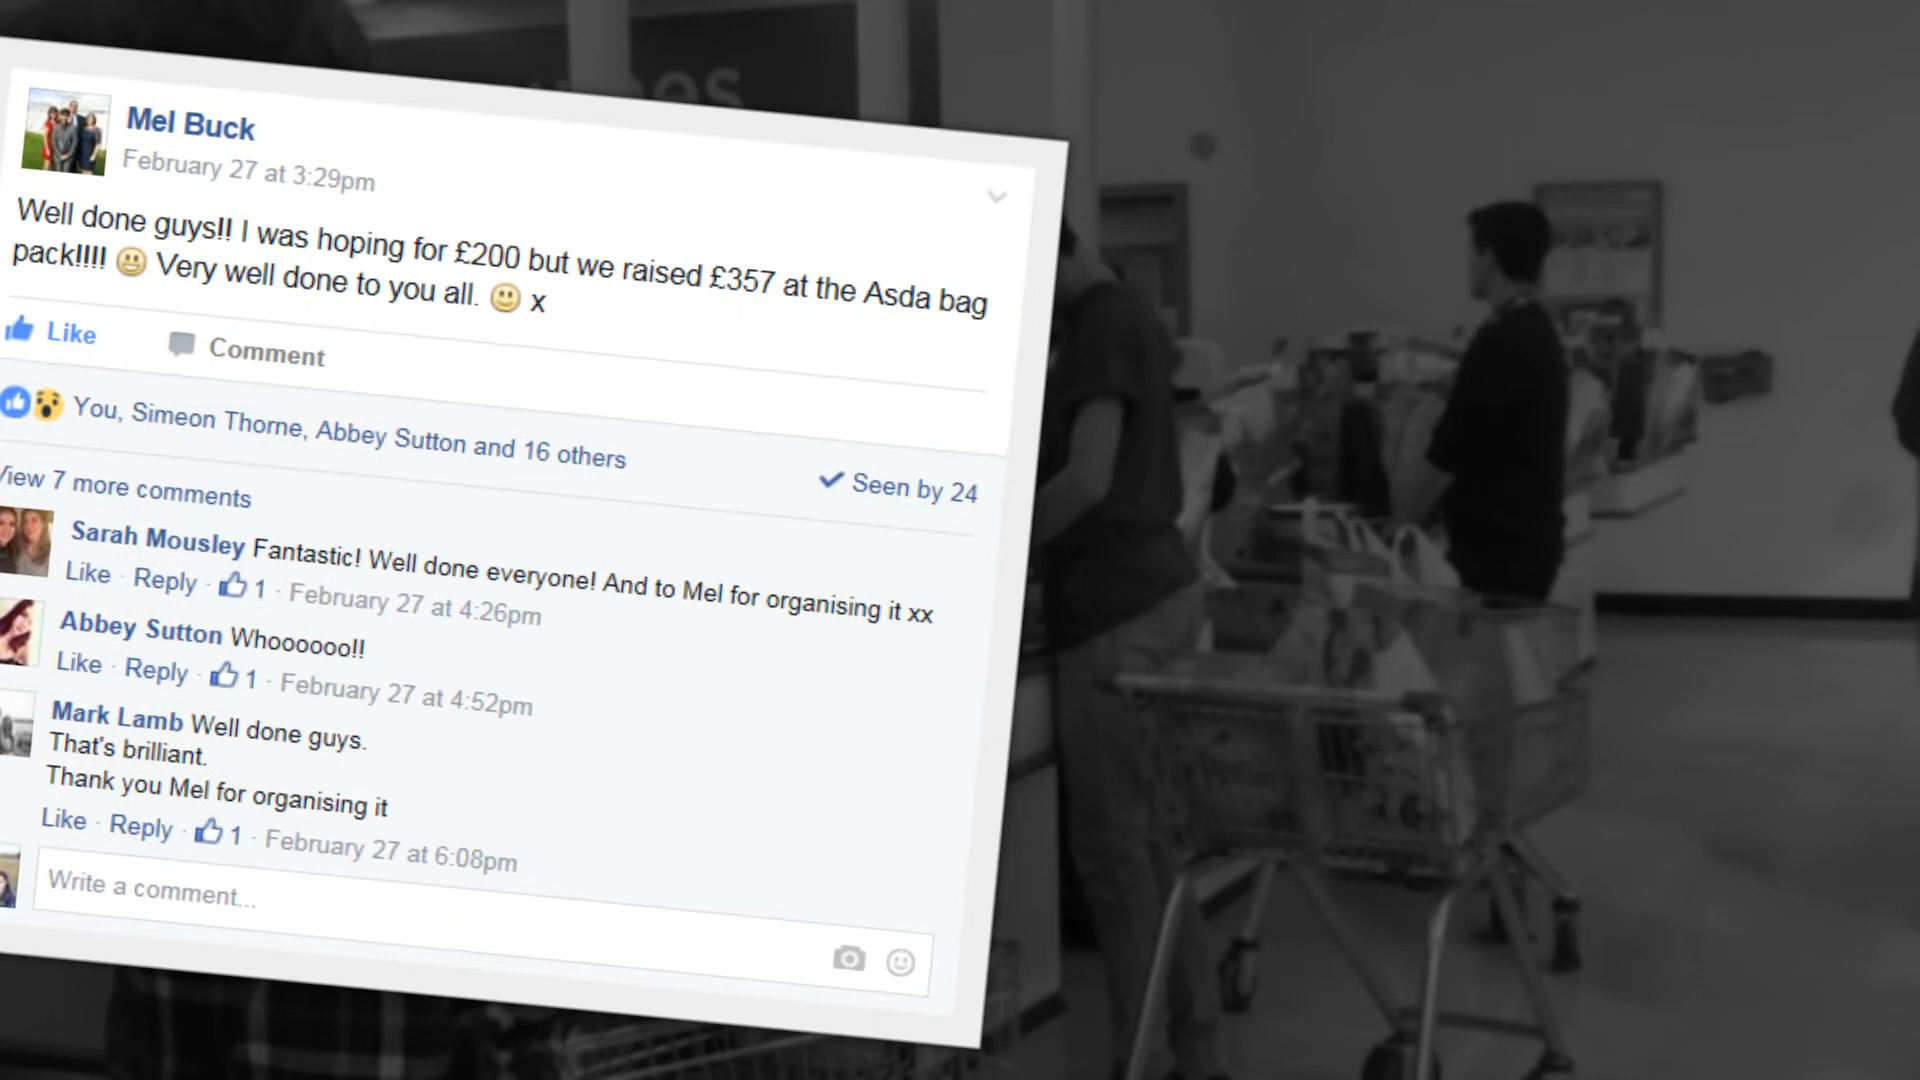 Mel Buck
February 27 at 3:29pm
Well done guys!! I was hoping for £200 but we raised £357 at the Asda bag
pack!!!! 😃 Very well done to you all. 🙂 x
Like Comment
You, Simeon Thorne, Abbey Sutton and 16 others
Seen by 24
View 7 more comments
Sarah Mousley Fantastic! Well done everyone! And to Mel for organising it xx
Like · Reply · 1 · February 27 at 4:26pm
Abbey Sutton Whoooooo!!
Like · Reply · 1 · February 27 at 4:52pm
Mark Lamb Well done guys.
That's brilliant.
Thank you Mel for organising it
Like · Reply · 1 · February 27 at 6:08pm
Write a comment...